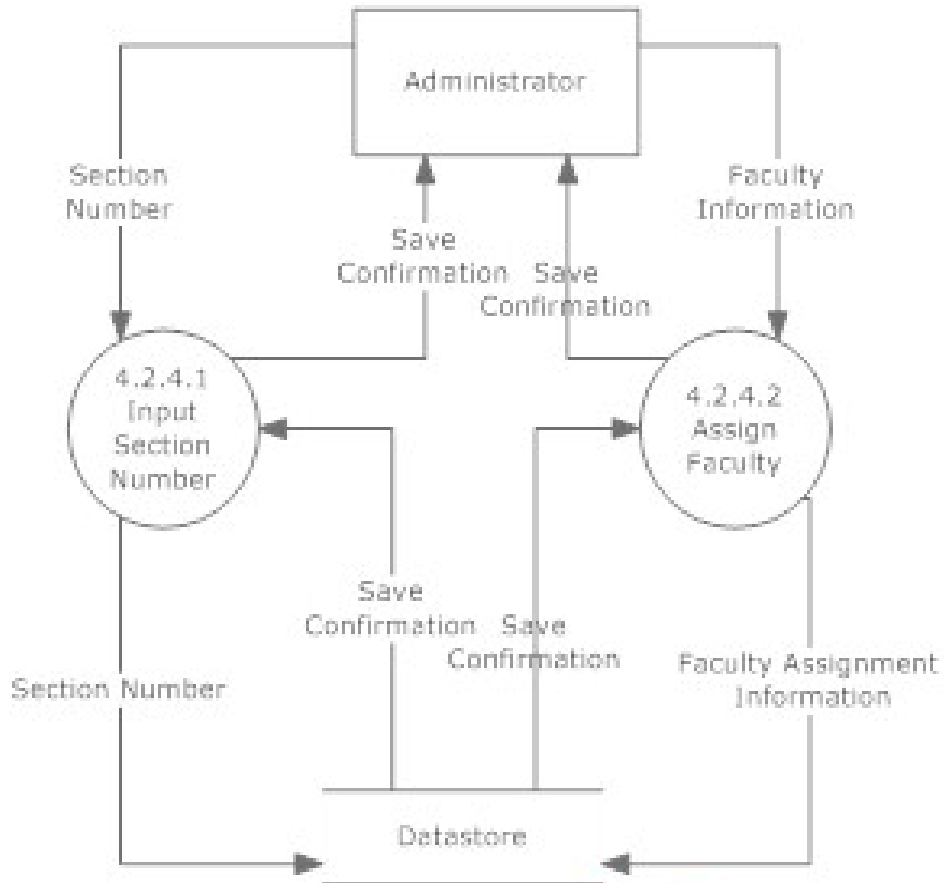 Administrator
Section
Number
Faculty
Information
Save
Confirmation
Save
Confirmation
4.2.4.1
Input
Section
Number
4.2.4.2
Assign
Faculty
Save
Confirmation
Save
Confirmation
Section Number
Faculty Assignment
Information
Datastore